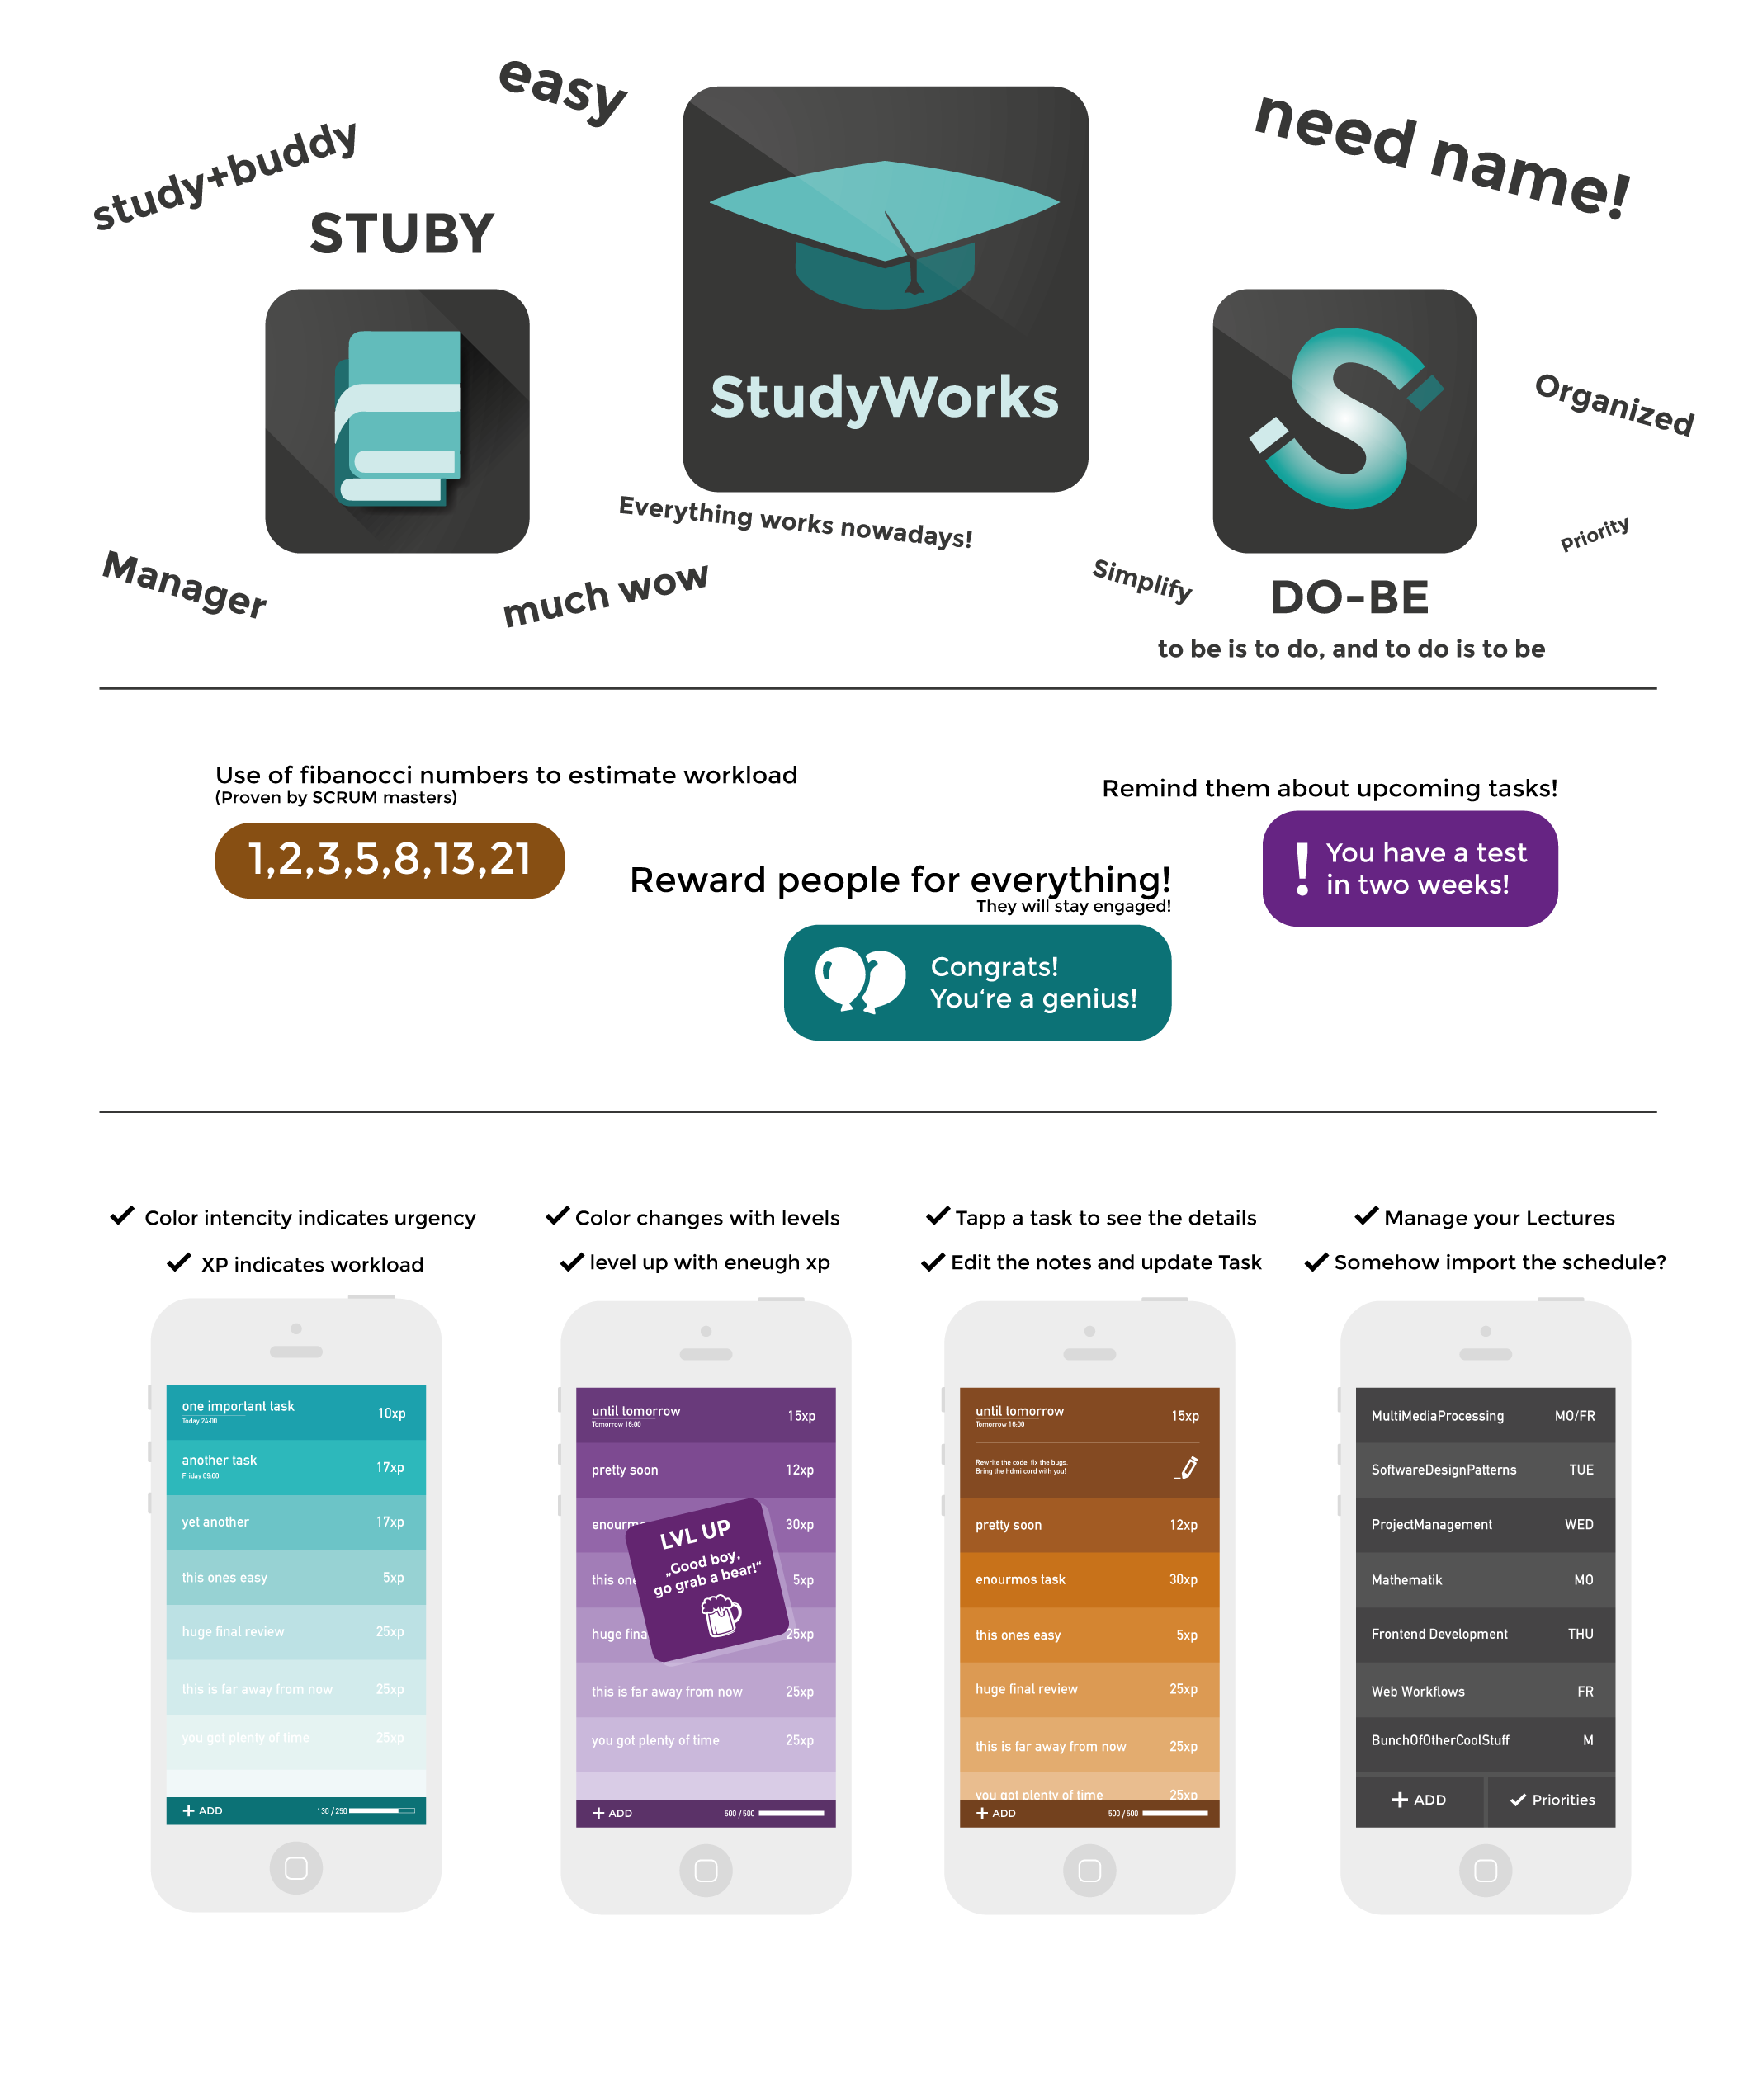 easy
need name!
study+buddy
STUBY
StudyWorks
Organized
Everything works nowadays!
Priority
Manager
much wow
Simplify
DO-BE
to be is to do, and to do is to be
Use of fibanocci numbers to estimate workload
(Proven by SCRUM masters)
1,2,3,5,8,13,21
Reward people for everything!
They will stay engaged!
Congrats!
You‘re a genius!
Remind them about upcoming tasks!
! You have a test
in two weeks!
Color intencity indicates urgency
XP indicates workload
one important task 10xp
Today 24:00
another task 17xp
Friday 09:00
yet another 17xp
this ones easy 5xp
huge final review 25xp
this is far away from now 25xp
you got plenty of time 25xp
+ ADD 130 / 250
Color changes with levels
level up with eneugh xp
until tomorrow 15xp
Tomorrow 16:00
pretty soon 12xp
enourm 30xp
this one 5xp
huge fina 25xp
this is far away from now 25xp
you got plenty of time 25xp
LVL UP
„Good boy,
go grab a bear!“
+ ADD 500 / 500
Tapp a task to see the details
Edit the notes and update Task
until tomorrow 15xp
Tomorrow 16:00
Rewrite the code, fix the bugs.
Bring the hdmi cord with you!
pretty soon 12xp
enourmos task 30xp
this ones easy 5xp
huge final review 25xp
this is far away from now 25xp
you got plenty of time 25xp
+ ADD 500 / 500
Manage your Lectures
Somehow import the schedule?
MultiMediaProcessing MO/FR
SoftwareDesignPatterns TUE
ProjectManagement WED
Mathematik MO
Frontend Development THU
Web Workflows FR
BunchOfOtherCoolStuff M
+ ADD Priorities